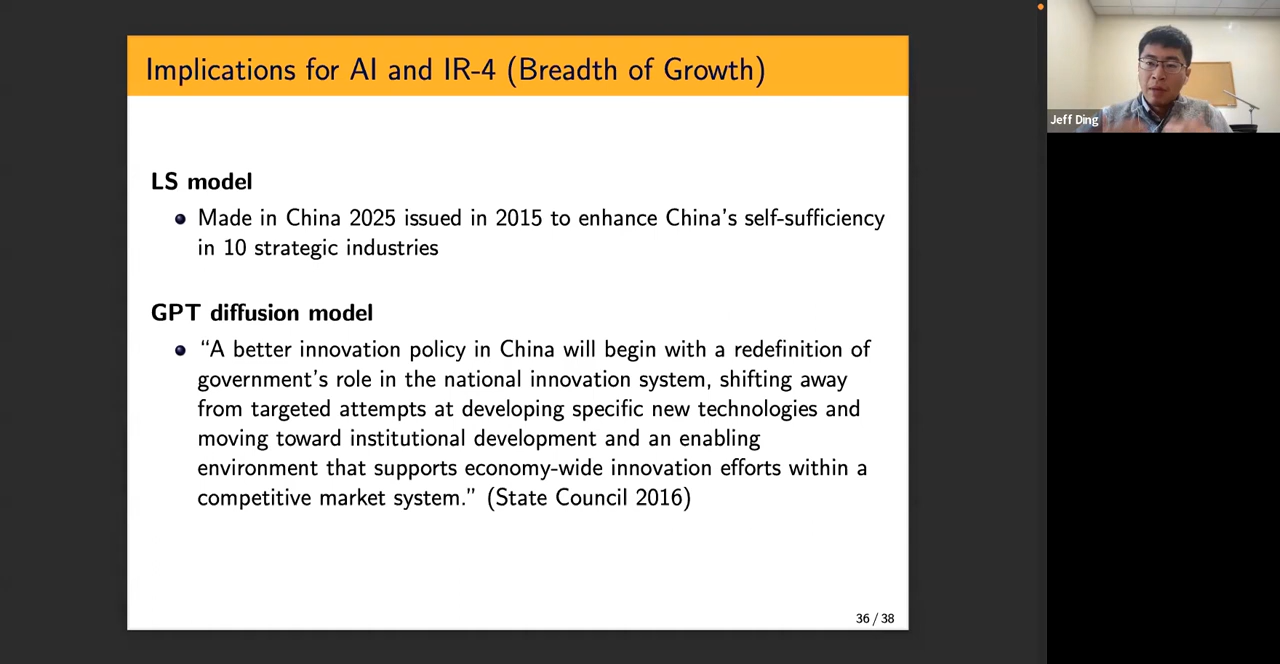 Implications for AI and IR-4 (Breadth of Growth)
LS model
Made in China 2025 issued in 2015 to enhance China's self-sufficiency
in 10 strategic industries
GPT diffusion model
“A better innovation policy in China will begin with a redefinition of
government's role in the national innovation system, shifting away
from targeted attempts at developing specific new technologies and
moving toward institutional development and an enabling
environment that supports economy-wide innovation efforts within a
competitive market system.” (State Council 2016)
36 / 38
Jeff Ding